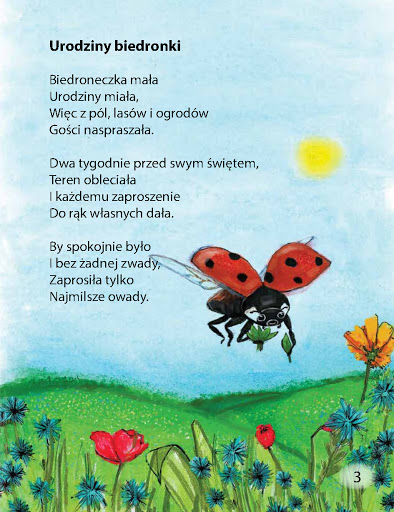 Urodziny biedronki
Biedroneczka mała
Urodziny miała,
Więc z pól, lasów i ogrodów
Gości naspraszała.
Dwa tygodnie przed swym świętem,
Teren obleciała
I każdemu zaproszenie
Do rąk własnych dała.
By spokojnie było
I bez żadnej zwady,
Zaprosiła tylko
Najmilsze owady.
3